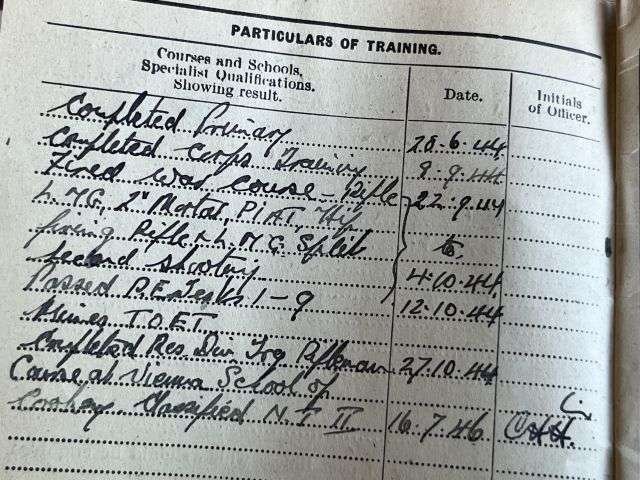 PARTICULARS OF TRAINING.
Courses and Schools, Specialist Qualifications. Showing result.
Date.
Initials of Officer.
Completed Primary 28.6.44
Completed Corps Training 9.9.44
Fired war course - Rifle 22.9.44
L.M.G, 2" Mortar, P.I.A.T, Hip
firing Rifle & L.M.G. Split to
second shooting 4.10.44
Passed P.E. Tests 1-9 12.10.44
Mines T.O.E.T.
Completed Res. Div. Trg Rifleman 27.10.44
Course at Vienna School of
Cookery Classified N.T II 16.7.46